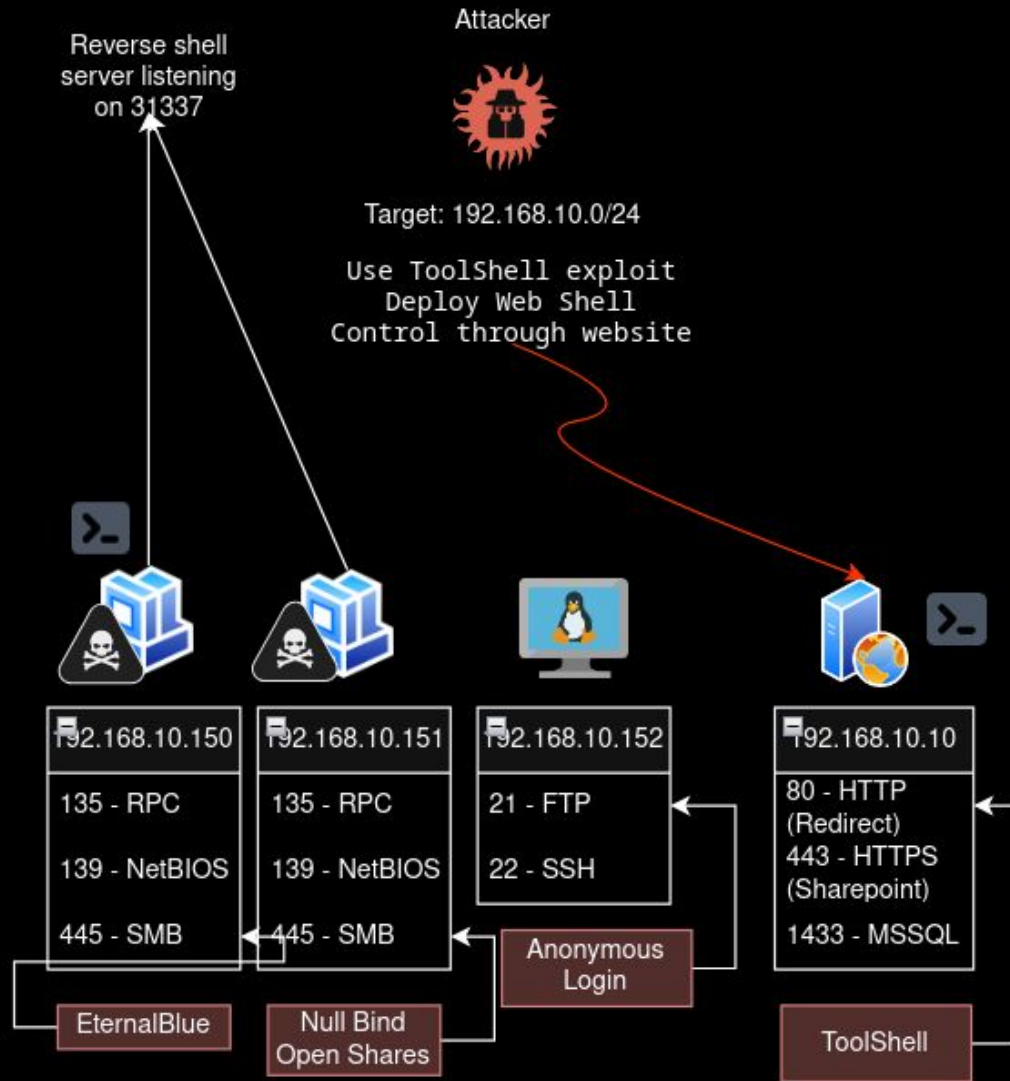 Attacker
Reverse shell
server listening
on 31337
Target: 192.168.10.0/24
Use ToolShell exploit
Deploy Web Shell
Control through website
192.168.10.150
135 - RPC
139 - NetBIOS
445 - SMB
192.168.10.151
135 - RPC
139 - NetBIOS
445 - SMB
192.168.10.152
21 - FTP
22 - SSH
192.168.10.10
80 - HTTP
(Redirect)
443 - HTTPS
(Sharepoint)
1433 - MSSQL
EternalBlue
Null Bind
Open Shares
Anonymous
Login
ToolShell